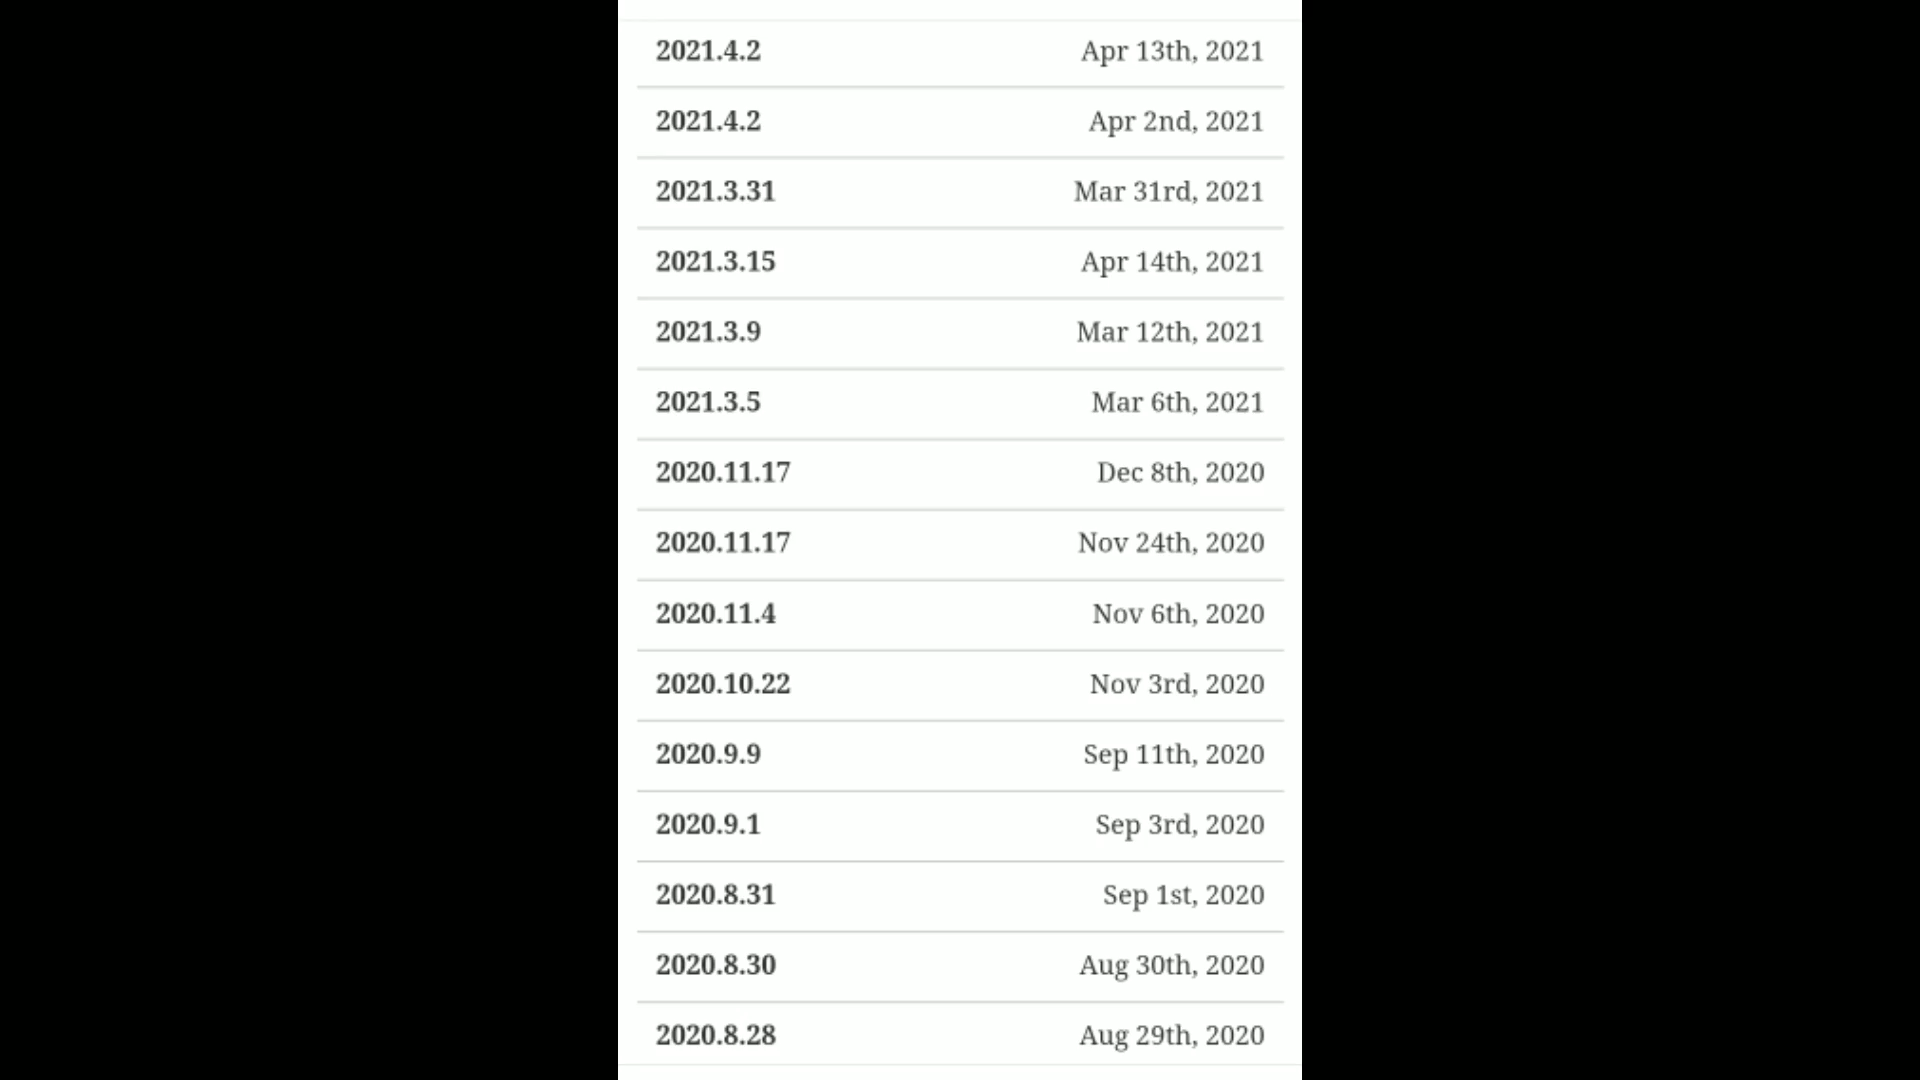 2021.4.2 Apr 13th, 2021
2021.4.2 Apr 2nd, 2021
2021.3.31 Mar 31rd, 2021
2021.3.15 Apr 14th, 2021
2021.3.9 Mar 12th, 2021
2021.3.5 Mar 6th, 2021
2020.11.17 Dec 8th, 2020
2020.11.17 Nov 24th, 2020
2020.11.4 Nov 6th, 2020
2020.10.22 Nov 3rd, 2020
2020.9.9 Sep 11th, 2020
2020.9.1 Sep 3rd, 2020
2020.8.31 Sep 1st, 2020
2020.8.30 Aug 30th, 2020
2020.8.28 Aug 29th, 2020